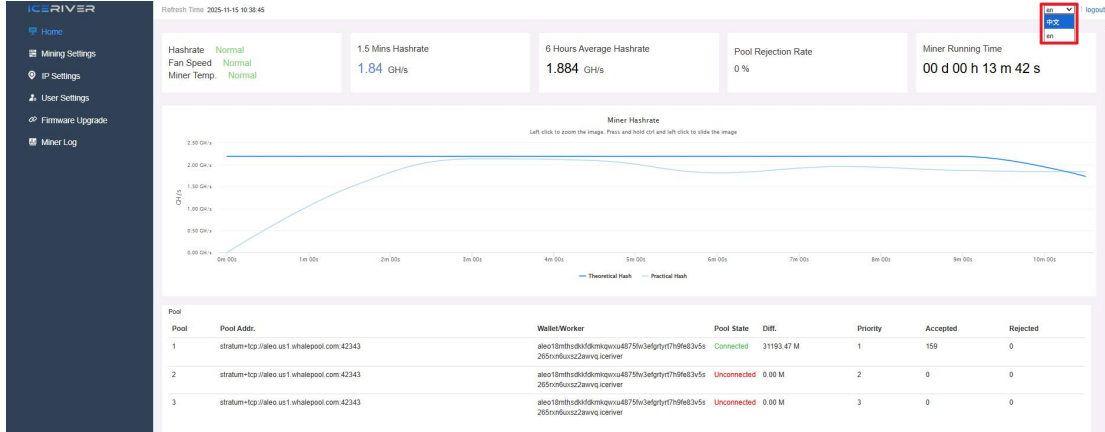 ICERIVER
Refresh Time 2025-11-15 10:38:45
en
logout
中文
en
Home
Mining Settings
IP Settings
User Settings
Firmware Upgrade
Miner Log
Hashrate Normal
Fan Speed Normal
Miner Temp. Normal
1.5 Mins Hashrate
1.84 GH/s
6 Hours Average Hashrate
1.884 GH/s
Pool Rejection Rate
0 %
Miner Running Time
00 d 00 h 13 m 42 s
Miner Hashrate
Left click to zoom the image. Press and hold ctrl and left click to slide the image
2.50 GH/s
2.00 GH/s
1.50 GH/s
1.00 GH/s
0.50 GH/s
0.00 GH/s
GH/s
0m 00s 1m 00s 2m 00s 3m 00s 4m 00s 5m 00s 6m 00s 7m 00s 8m 00s 9m 00s 10m 00s
Theoretical Hash Practical Hash
Pool
Pool Pool Addr. Wallet/Worker Pool State Diff. Priority Accepted Rejected
1 stratum+tcp://aleo.us1.whalepool.com:42343 aleo18mthsdkkfdkmkqwxu4875fw3efgrtyrt7h9fe83v5s Connected 31193.47 M 1 159 0
265rxn6uxsz2awvq.iceriver
2 stratum+tcp://aleo.us1.whalepool.com:42343 aleo18mthsdkkfdkmkqwxu4875fw3efgrtyrt7h9fe83v5s Unconnected 0.00 M 2 0 0
265rxn6uxsz2awvq.iceriver
3 stratum+tcp://aleo.us1.whalepool.com:42343 aleo18mthsdkkfdkmkqwxu4875fw3efgrtyrt7h9fe83v5s Unconnected 0.00 M 3 0 0
265rxn6uxsz2awvq.iceriver